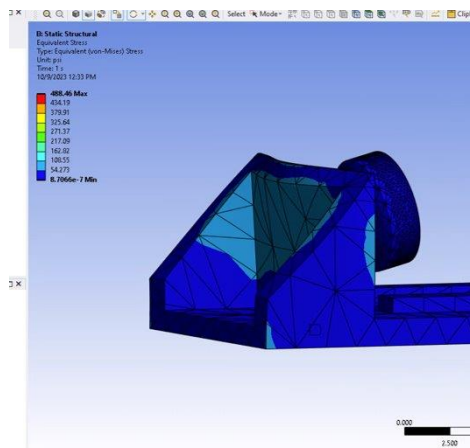 Select
Mode
Clipb
B: Static Structural
Equivalent Stress
Type: Equivalent (von-Mises) Stress
Unit: psi
Time: 1 s
10/9/2023 12:33 PM
488.46 Max
434.19
379.91
325.64
271.37
217.09
162.82
108.55
54.273
8.7066e-7 Min
0.000
2.500